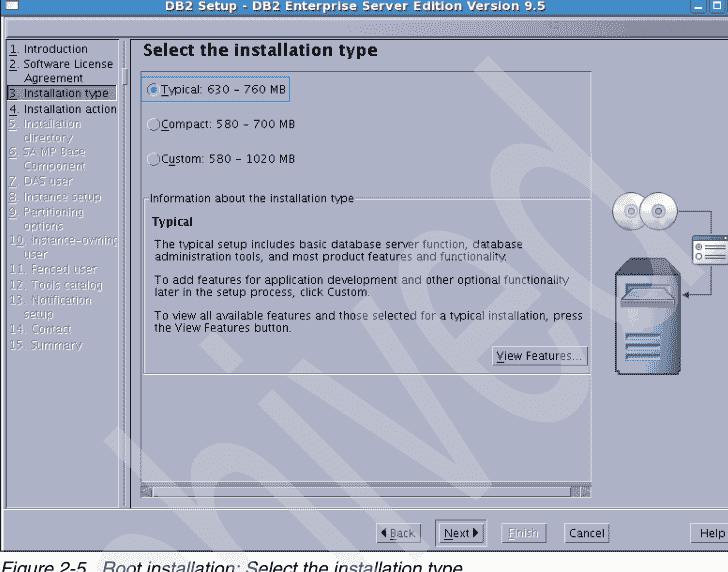 DB2 Setup - DB2 Enterprise Server Edition Version 9.5
1. Introduction
2. Software License
Agreement
3. Installation type
4. Installation action
5. Installation
directory
6. SA MP Base
Component
7. DAS user
8. Instance setup
9. Partitioning
options
10. Instance-owning
user
11. Fenced user
12. Tools catalog
13. Notification
setup
14. Contact
15. Summary
Select the installation type
Typical: 630 - 760 MB
Compact: 580 - 700 MB
Custom: 580 - 1020 MB
Information about the installation type
Typical
The typical setup includes basic database server function, database
administration tools, and most product features and functionality.
To add features for application development and other optional functionality
later in the setup process, click Custom.
To view all available features and those selected for a typical installation, press
the View Features button.
View Features...
Back
Next
Finish
Cancel
Help
Figure 2-5 Root installation: Select the installation type
hived